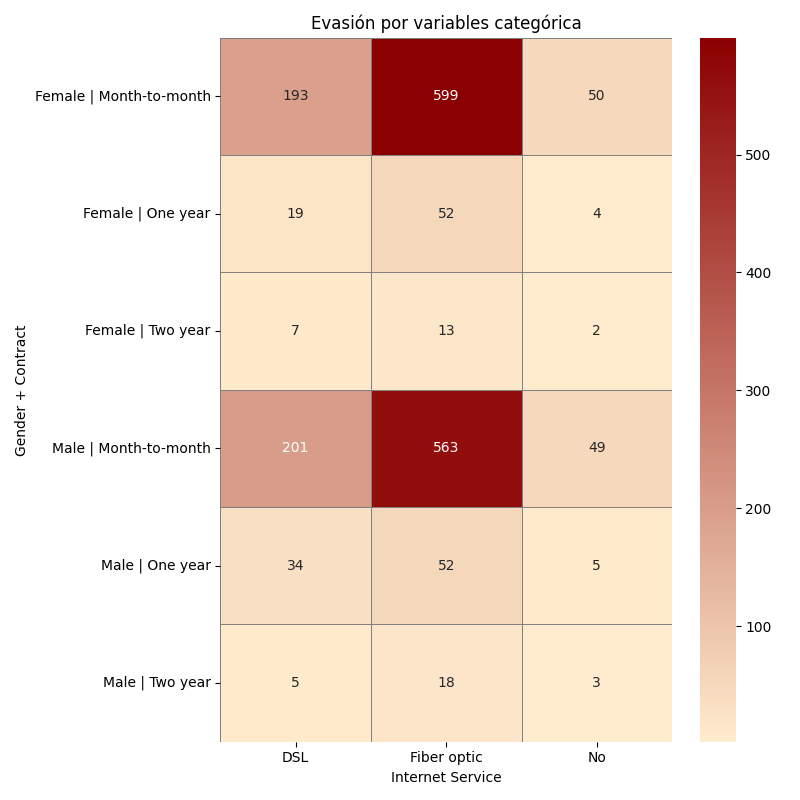 Evasión por variables categórica
Gender + Contract
Female | Month-to-month 193 599 50
Female | One year 19 52 4
Female | Two year 7 13 2
Male | Month-to-month 201 563 49
Male | One year 34 52 5
Male | Two year 5 18 3
DSL Fiber optic No
Internet Service
500
400
300
200
100